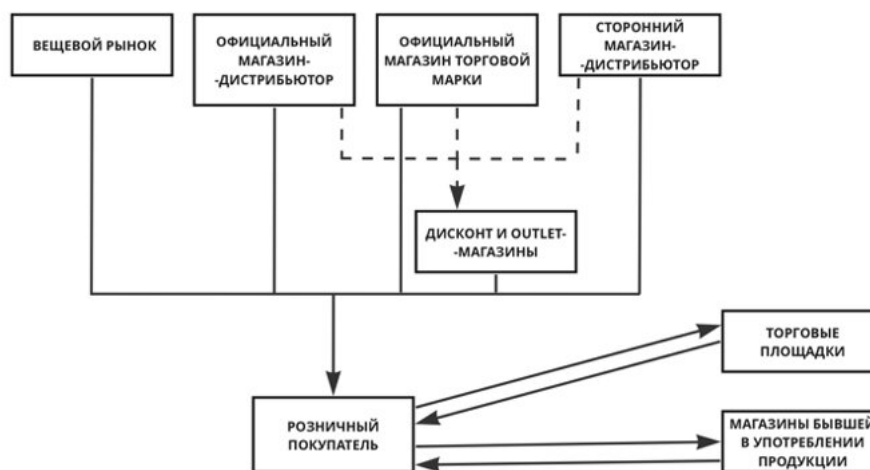 ВЕЩЕВОЙ РЫНОК
ОФИЦИАЛЬНЫЙ
МАГАЗИН-
-ДИСТРИБЬЮТОР
ОФИЦИАЛЬНЫЙ
МАГАЗИН ТОРГОВОЙ
МАРКИ
СТОРОННИЙ
МАГАЗИН-
-ДИСТРИБЬЮТОР
ДИСКОНТ И OUTLET-
-МАГАЗИНЫ
ТОРГОВЫЕ
ПЛОЩАДКИ
РОЗНИЧНЫЙ
ПОКУПАТЕЛЬ
МАГАЗИНЫ БЫВШЕЙ
В УПОТРЕБЛЕНИИ
ПРОДУКЦИИ